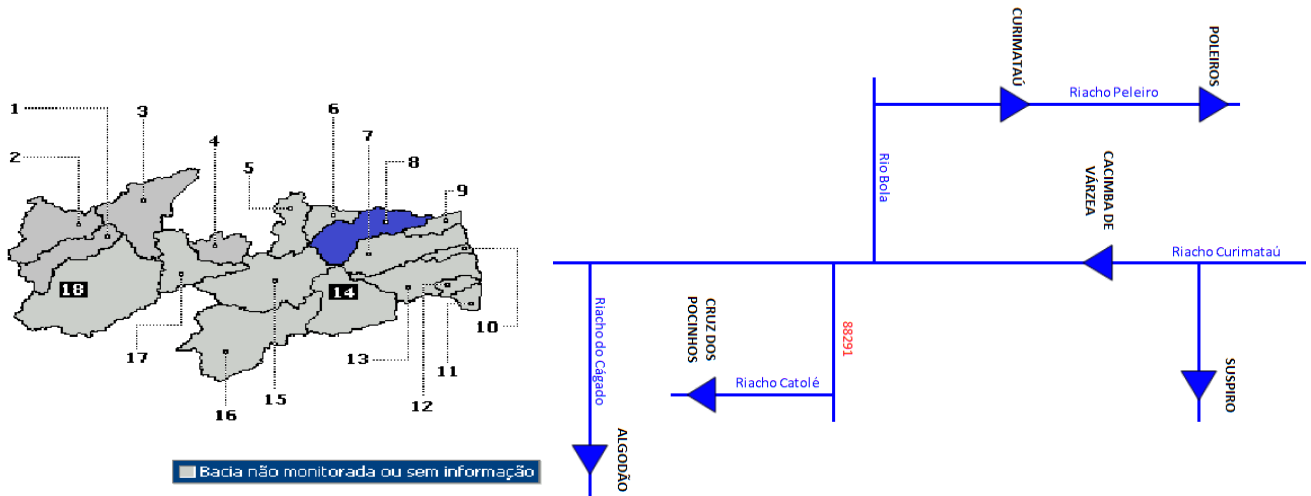 1
2
3
4
5
6
7
8
9
10
11
12
13
14
15
16
17
18
Bacia não monitorada ou sem informação
CURIMATAÚ
POLEIROS
Riacho Peleiro
Rio Bola
CACIMBA DE
VÁRZEA
Riacho Curimataú
Riacho do Cágado
CRUZ DOS
POCINHOS
88291
Riacho Catolé
SUSPIRO
ALGODÃO